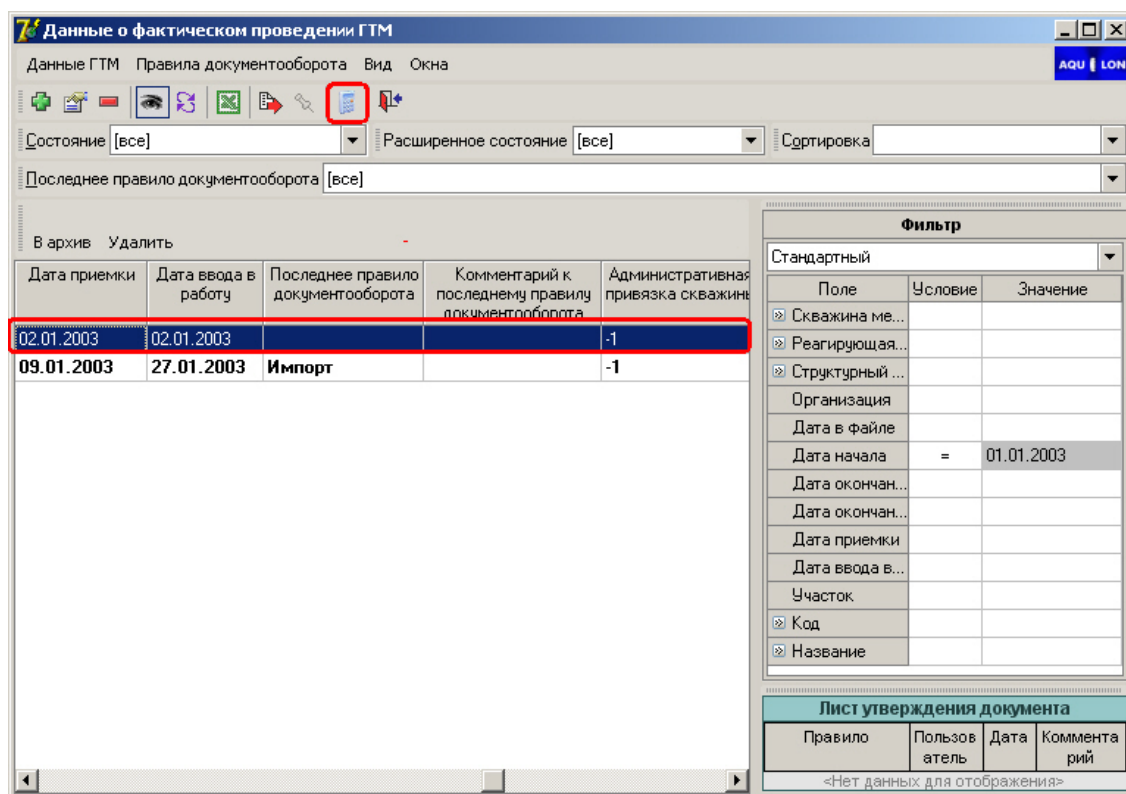 Данные о фактическом проведении ГТМ
Данные ГТМ Правила документооборота Вид Окна
AQU LON
Состояние [все] Расширенное состояние [все] Сортировка
Последнее правило документооборота [все]
В архив Удалить -
Дата приемки
Дата ввода в работу
Последнее правило документооборота
Комментарий к последнему правилу документооборота
Административная привязка скважины
02.01.2003 02.01.2003 -1
09.01.2003 27.01.2003 Импорт -1
Фильтр
Стандартный
Поле Условие Значение
Скважина ме...
Реагирующая...
Структурный ...
Организация
Дата в файле
Дата начала = 01.01.2003
Дата окончан...
Дата окончан...
Дата приемки
Дата ввода в...
Участок
Код
Название
Лист утверждения документа
Правило Пользователь Дата Комментарий
<Нет данных для отображения>